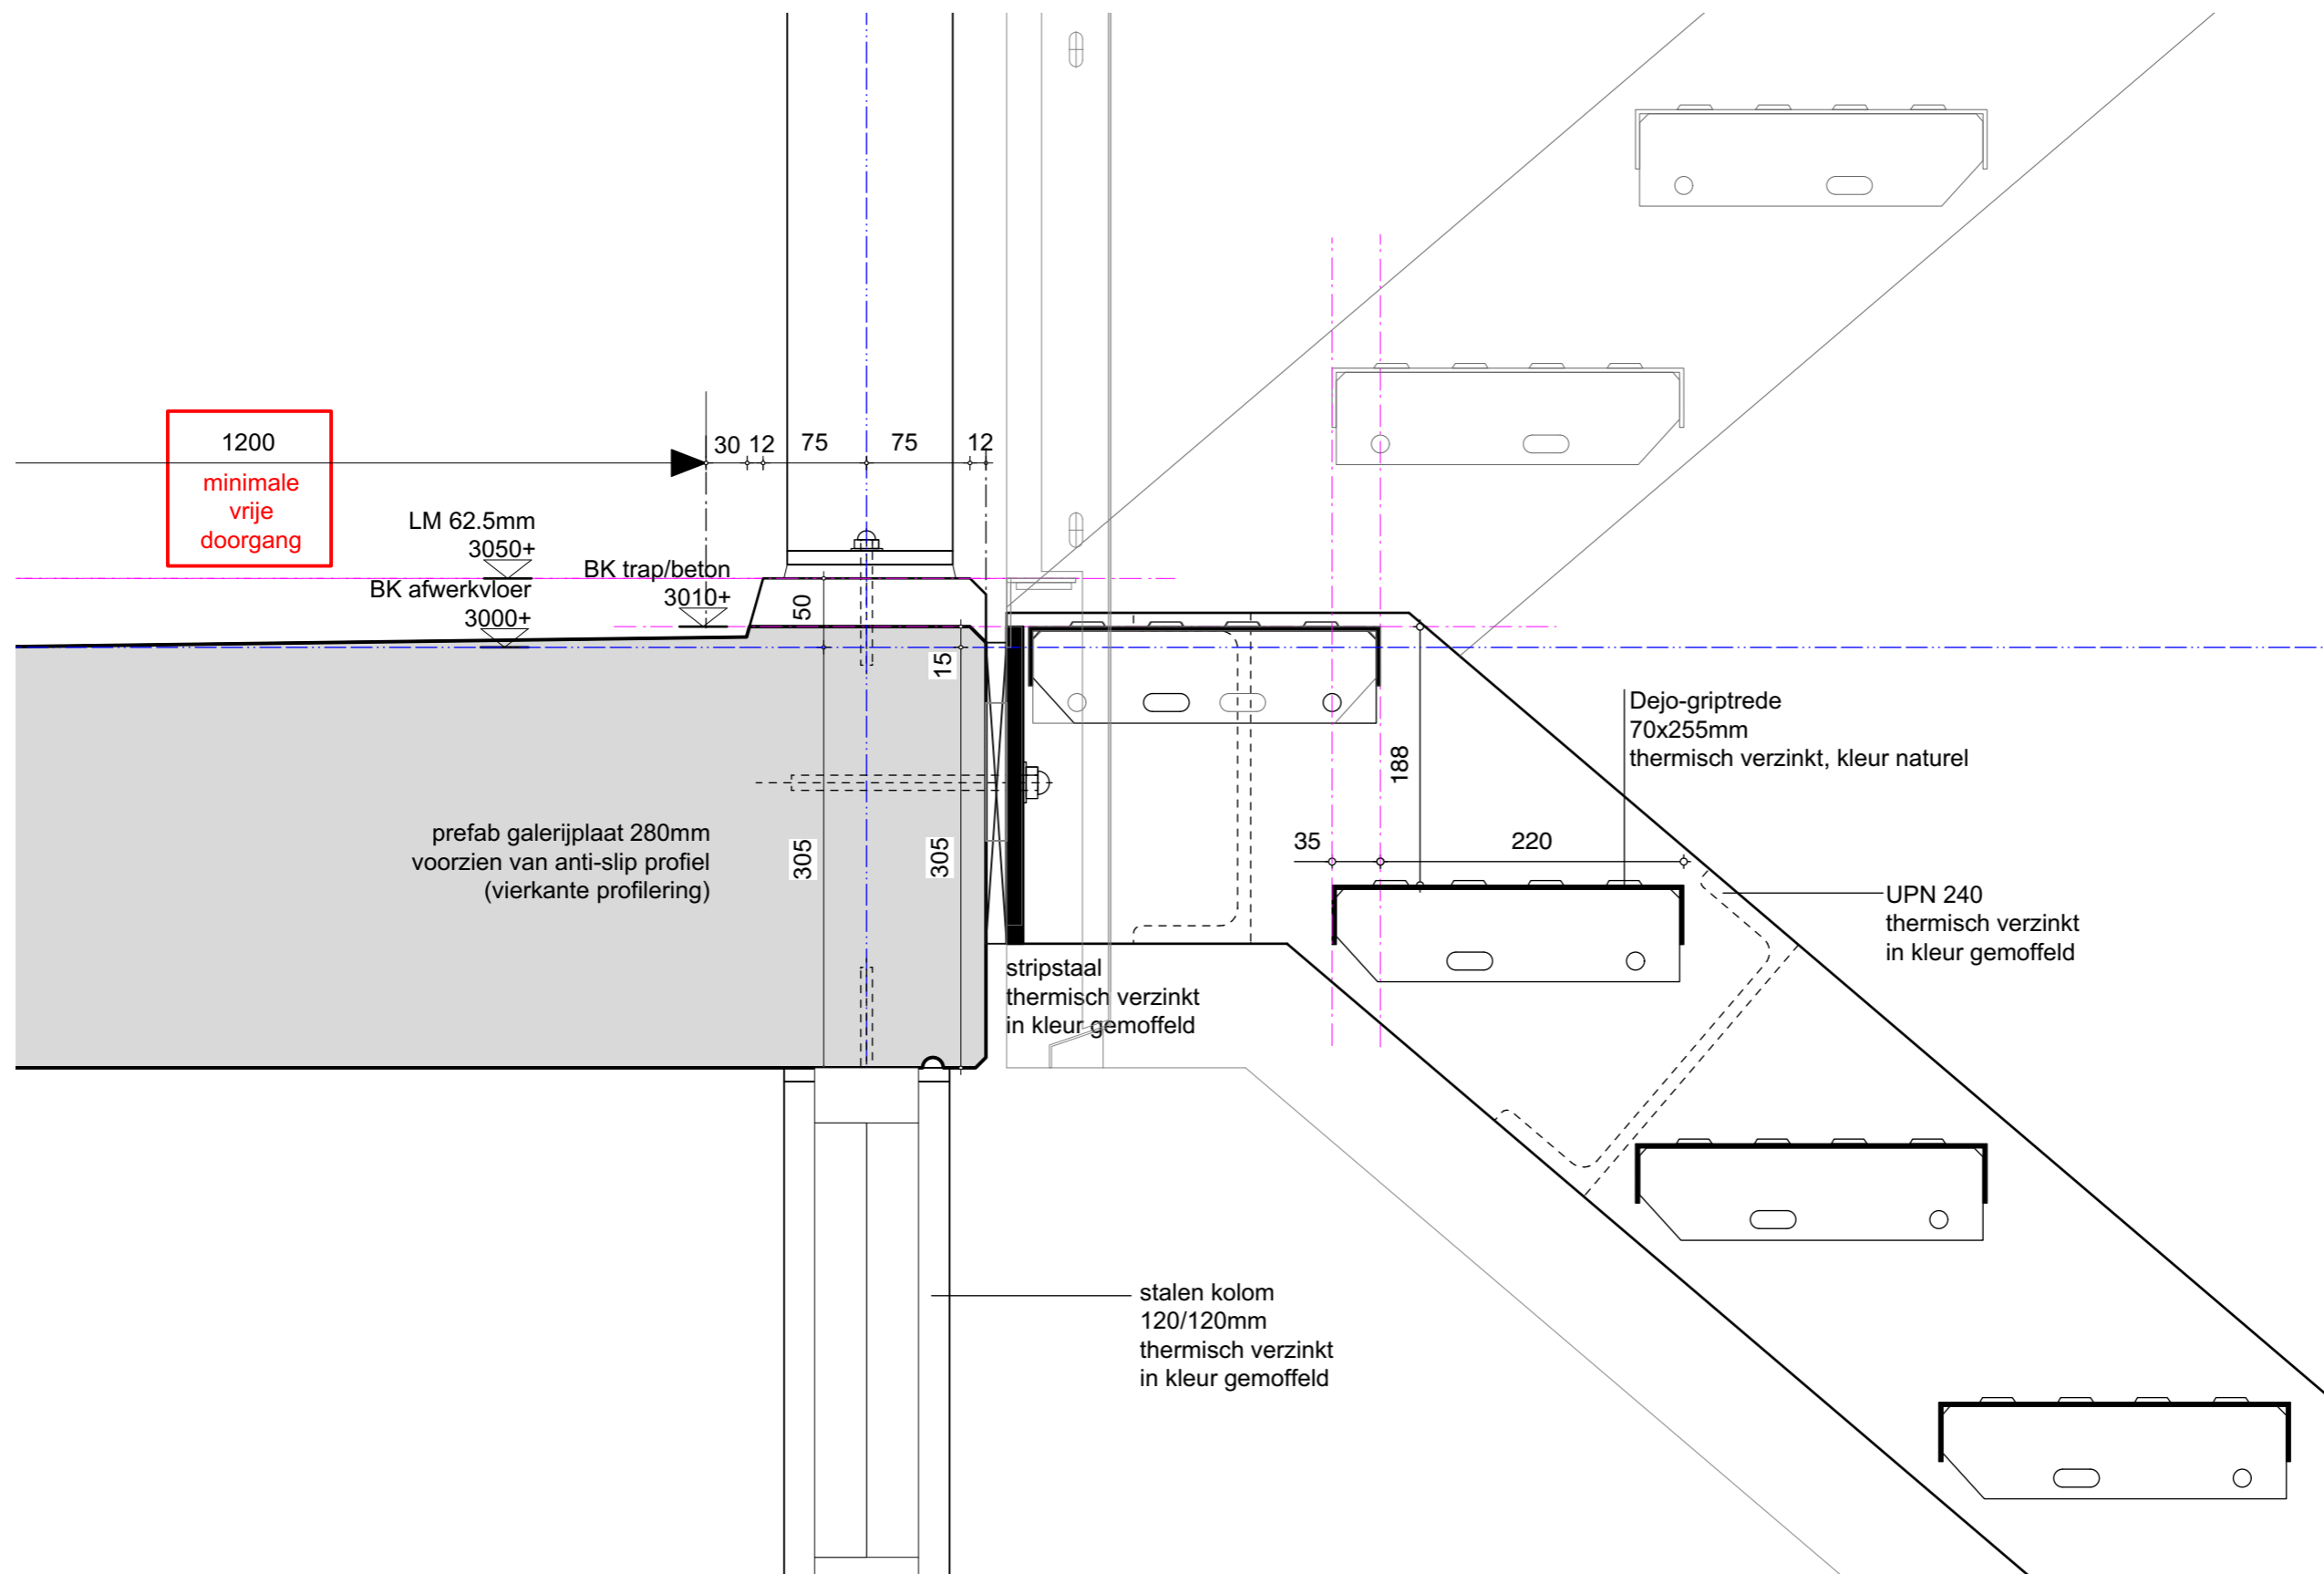 1200
minimale
vrije
doorgang
30 12 75 75 12
LM 62.5mm
3050+
BK afwerkvloer
3000+
BK trap/beton
3010+
50
15
305
305
188
35
220
Dejo-griptrede
70x255mm
thermisch verzinkt, kleur naturel
prefab galerijplaat 280mm
voorzien van anti-slip profiel
(vierkante profilering)
UPN 240
thermisch verzinkt
in kleur gemoffeld
stripstaal
thermisch verzinkt
in kleur gemoffeld
stalen kolom
120/120mm
thermisch verzinkt
in kleur gemoffeld